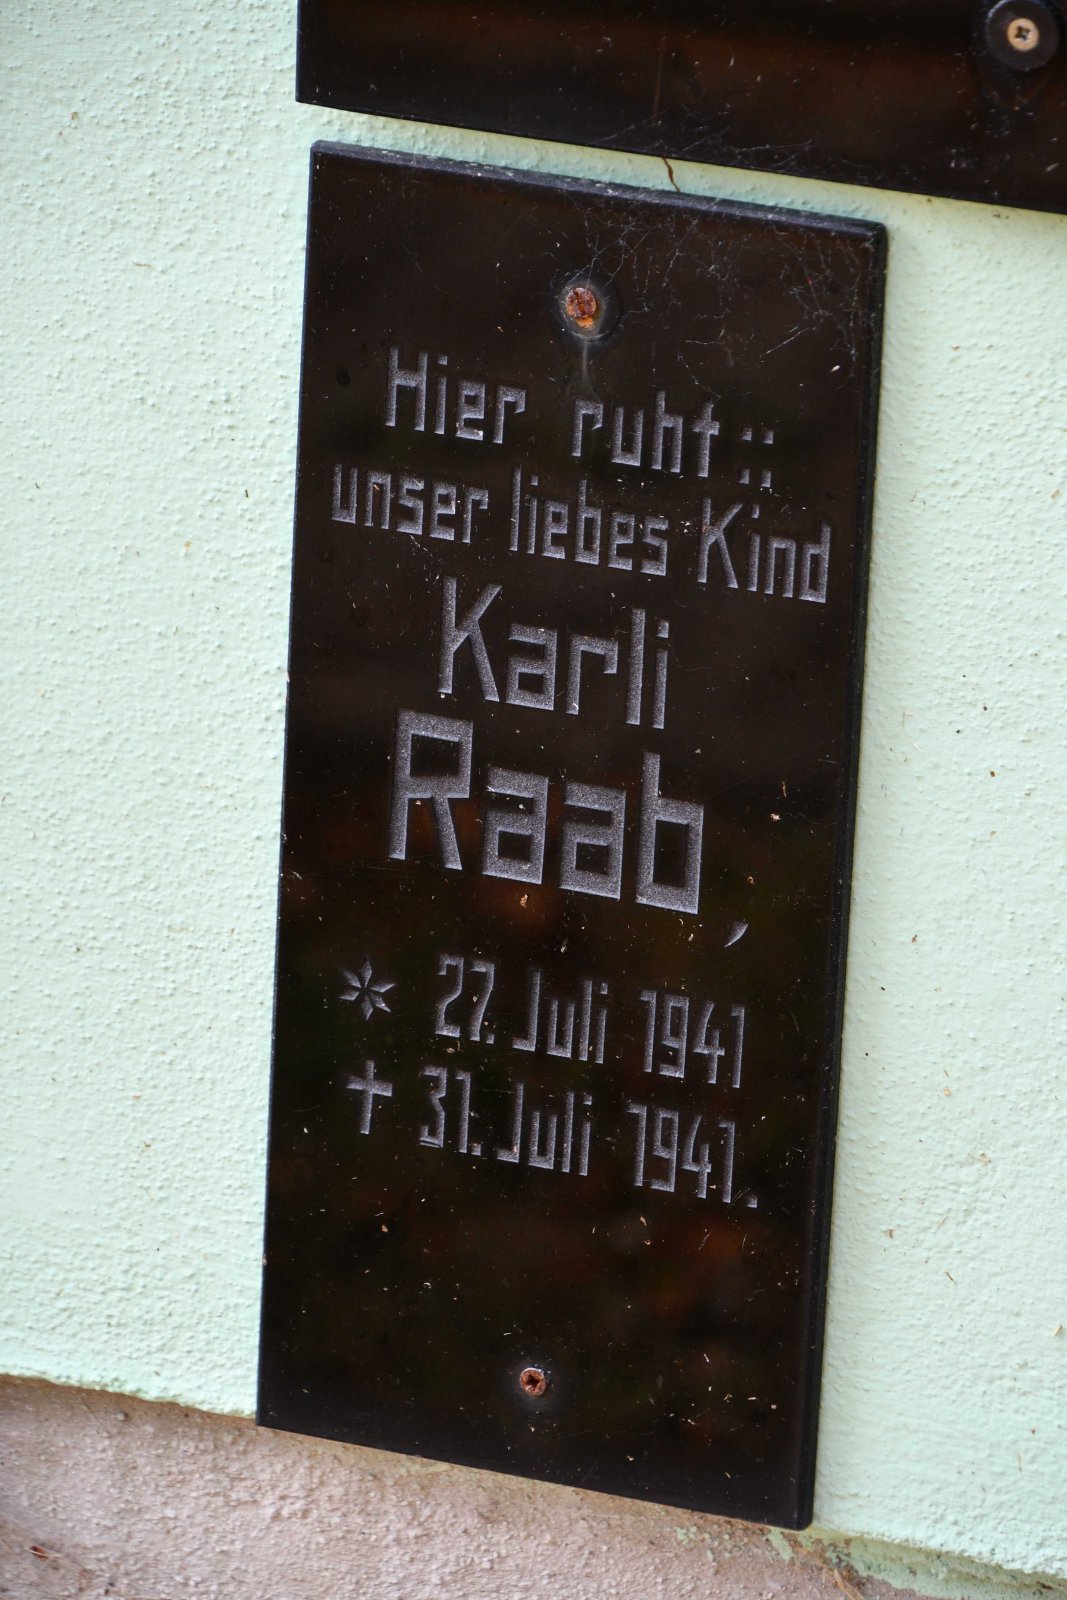 Hier ruht::
unser liebes Kind
Karli
Raab,
* 27. Juli 1941
† 31. Juli 1941.